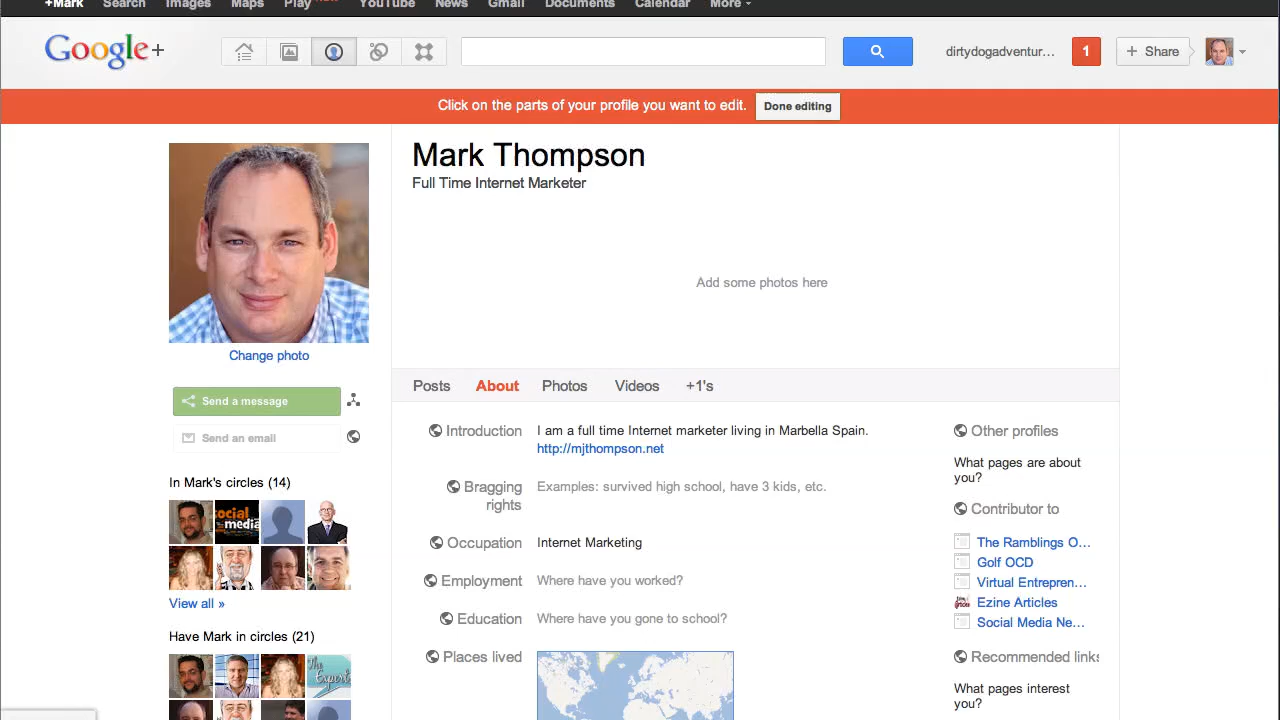 +Mark Search Images Maps Play YouTube News Gmail Documents Calendar More
Google+
dirtydogadventur... 1 + Share
Click on the parts of your profile you want to edit. Done editing
Mark Thompson
Full Time Internet Marketer
Add some photos here
Change photo
Posts About Photos Videos +1's
Send a message
Send an email
In Mark's circles (14)
social
media
View all »
Have Mark in circles (21)
The
Expert
Introduction
I am a full time Internet marketer living in Marbella Spain.
http://mjthompson.net
Bragging
rights
Examples: survived high school, have 3 kids, etc.
Occupation
Internet Marketing
Employment
Where have you worked?
Education
Where have you gone to school?
Places lived
Other profiles
What pages are about
you?
Contributor to
The Ramblings O...
Golf OCD
Virtual Entrepren...
Ezine Articles
Social Media Ne...
Recommended links
What pages interest
you?